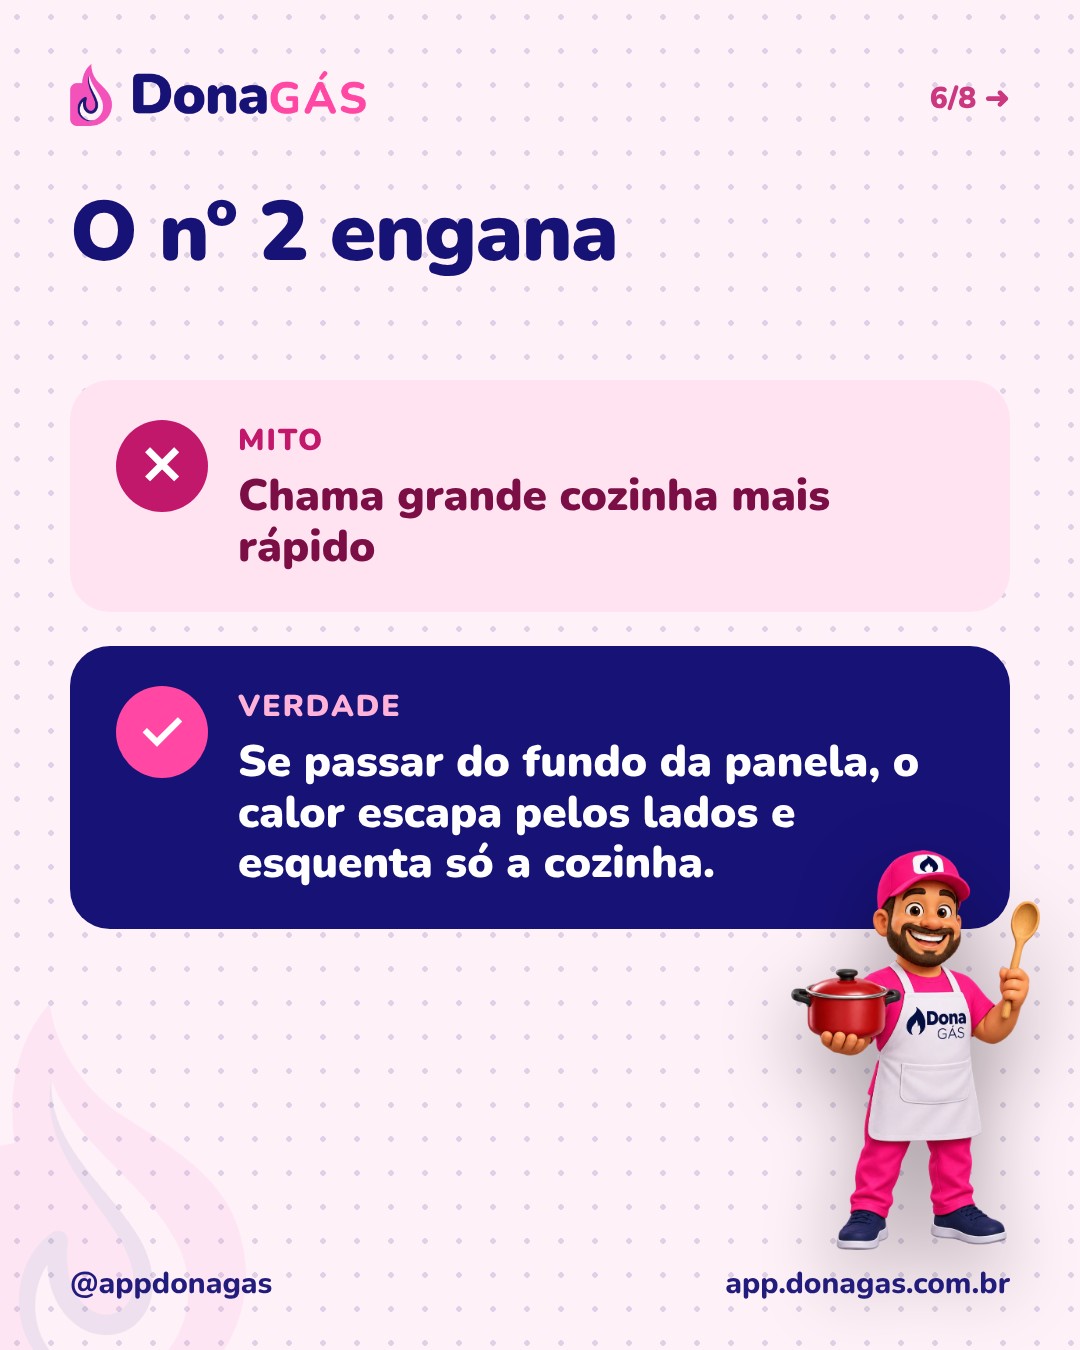 DonaGÁS
6/8 →
O nº 2 engana
MITO
Chama grande cozinha mais
rápido
VERDADE
Se passar do fundo da panela, o
calor escapa pelos lados e
esquenta só a cozinha.
Dona
GÁS
@appdonagas
app.donagas.com.br